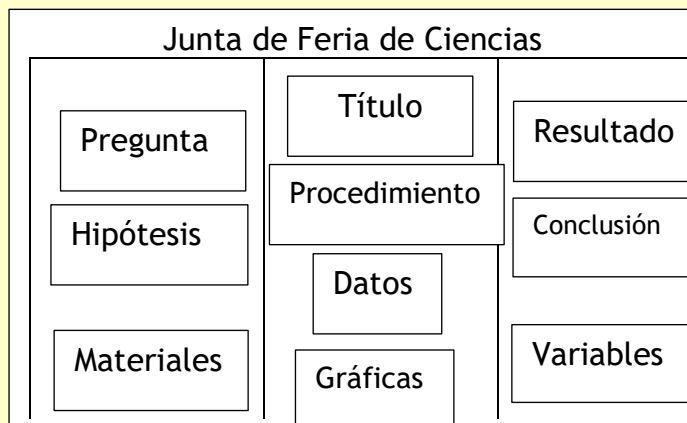 Junta de Feria de Ciencias
Pregunta
Hipótesis
Materiales
Título
Procedimiento
Datos
Gráficas
Resultado
Conclusión
Variables